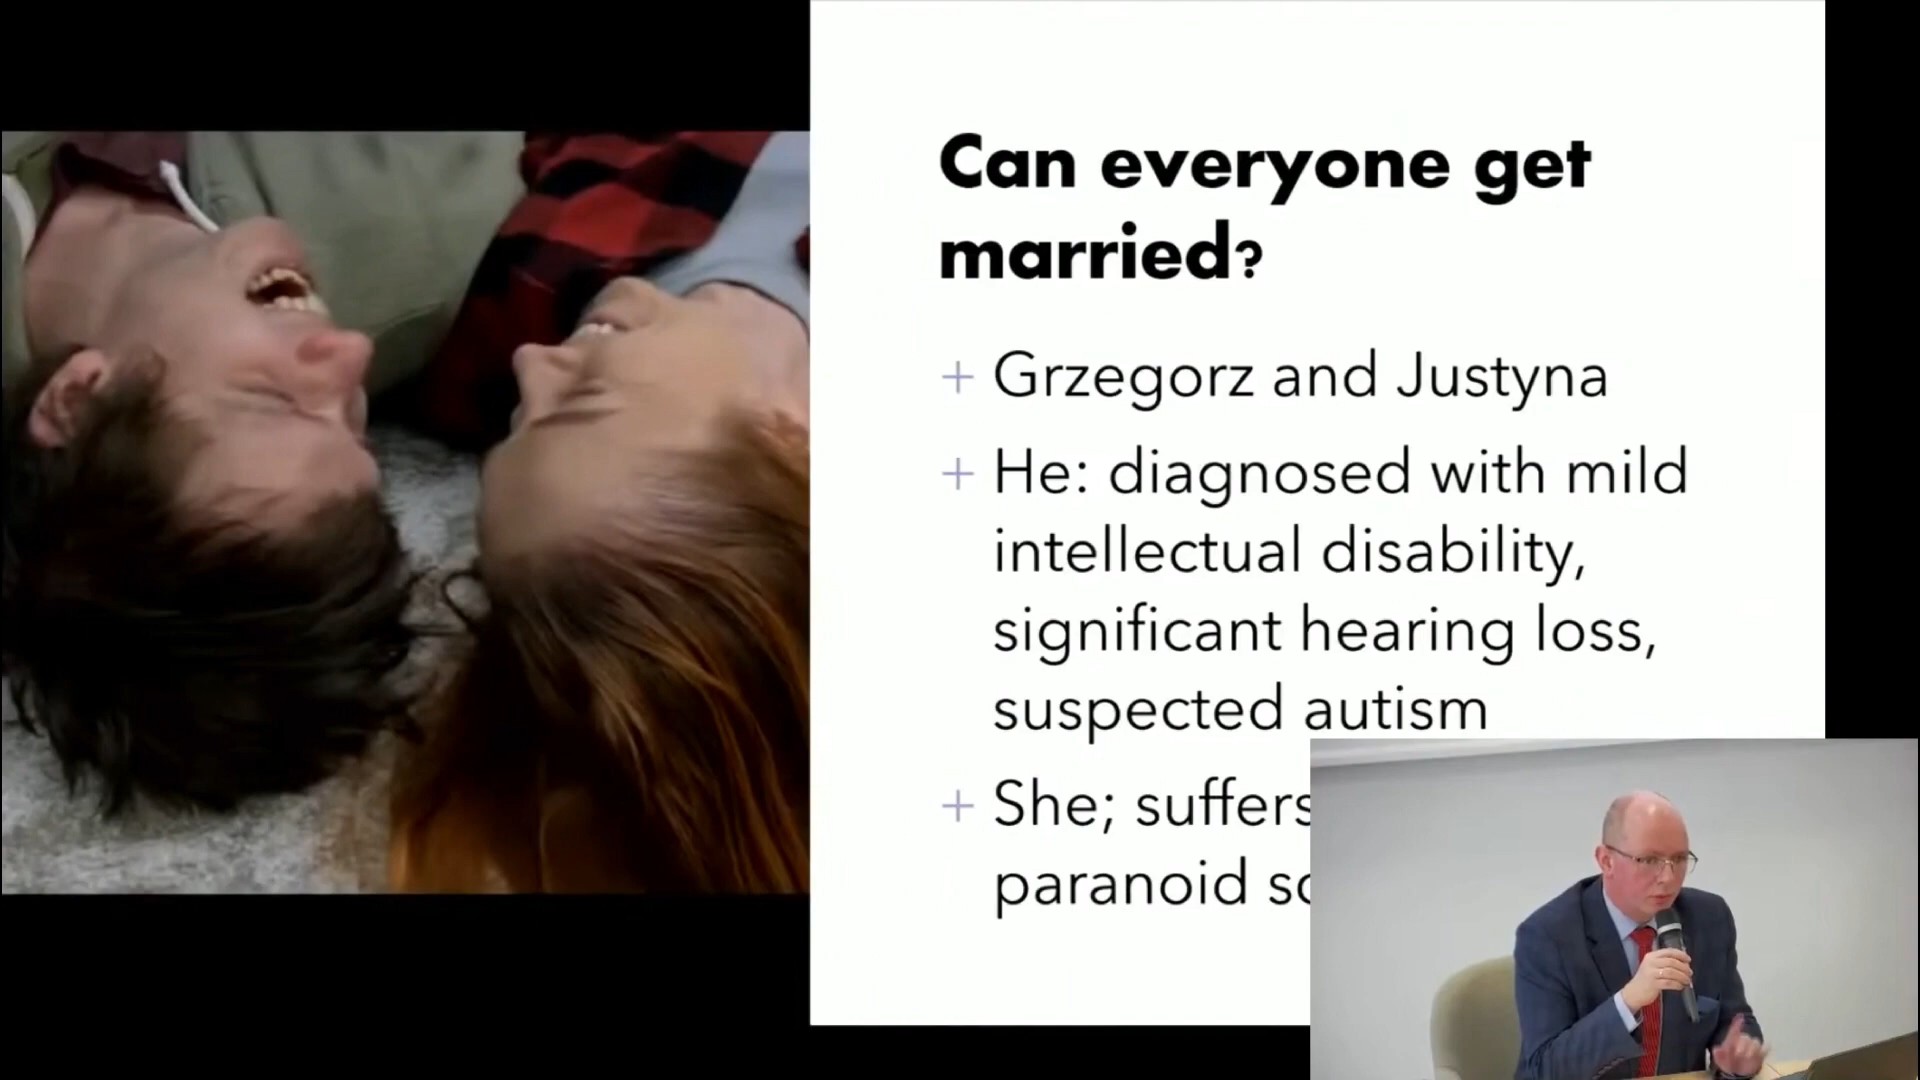 Can everyone get
married?
+ Grzegorz and Justyna
+ He: diagnosed with mild
intellectual disability,
significant hearing loss,
suspected autism
+ She; suffers
paranoid